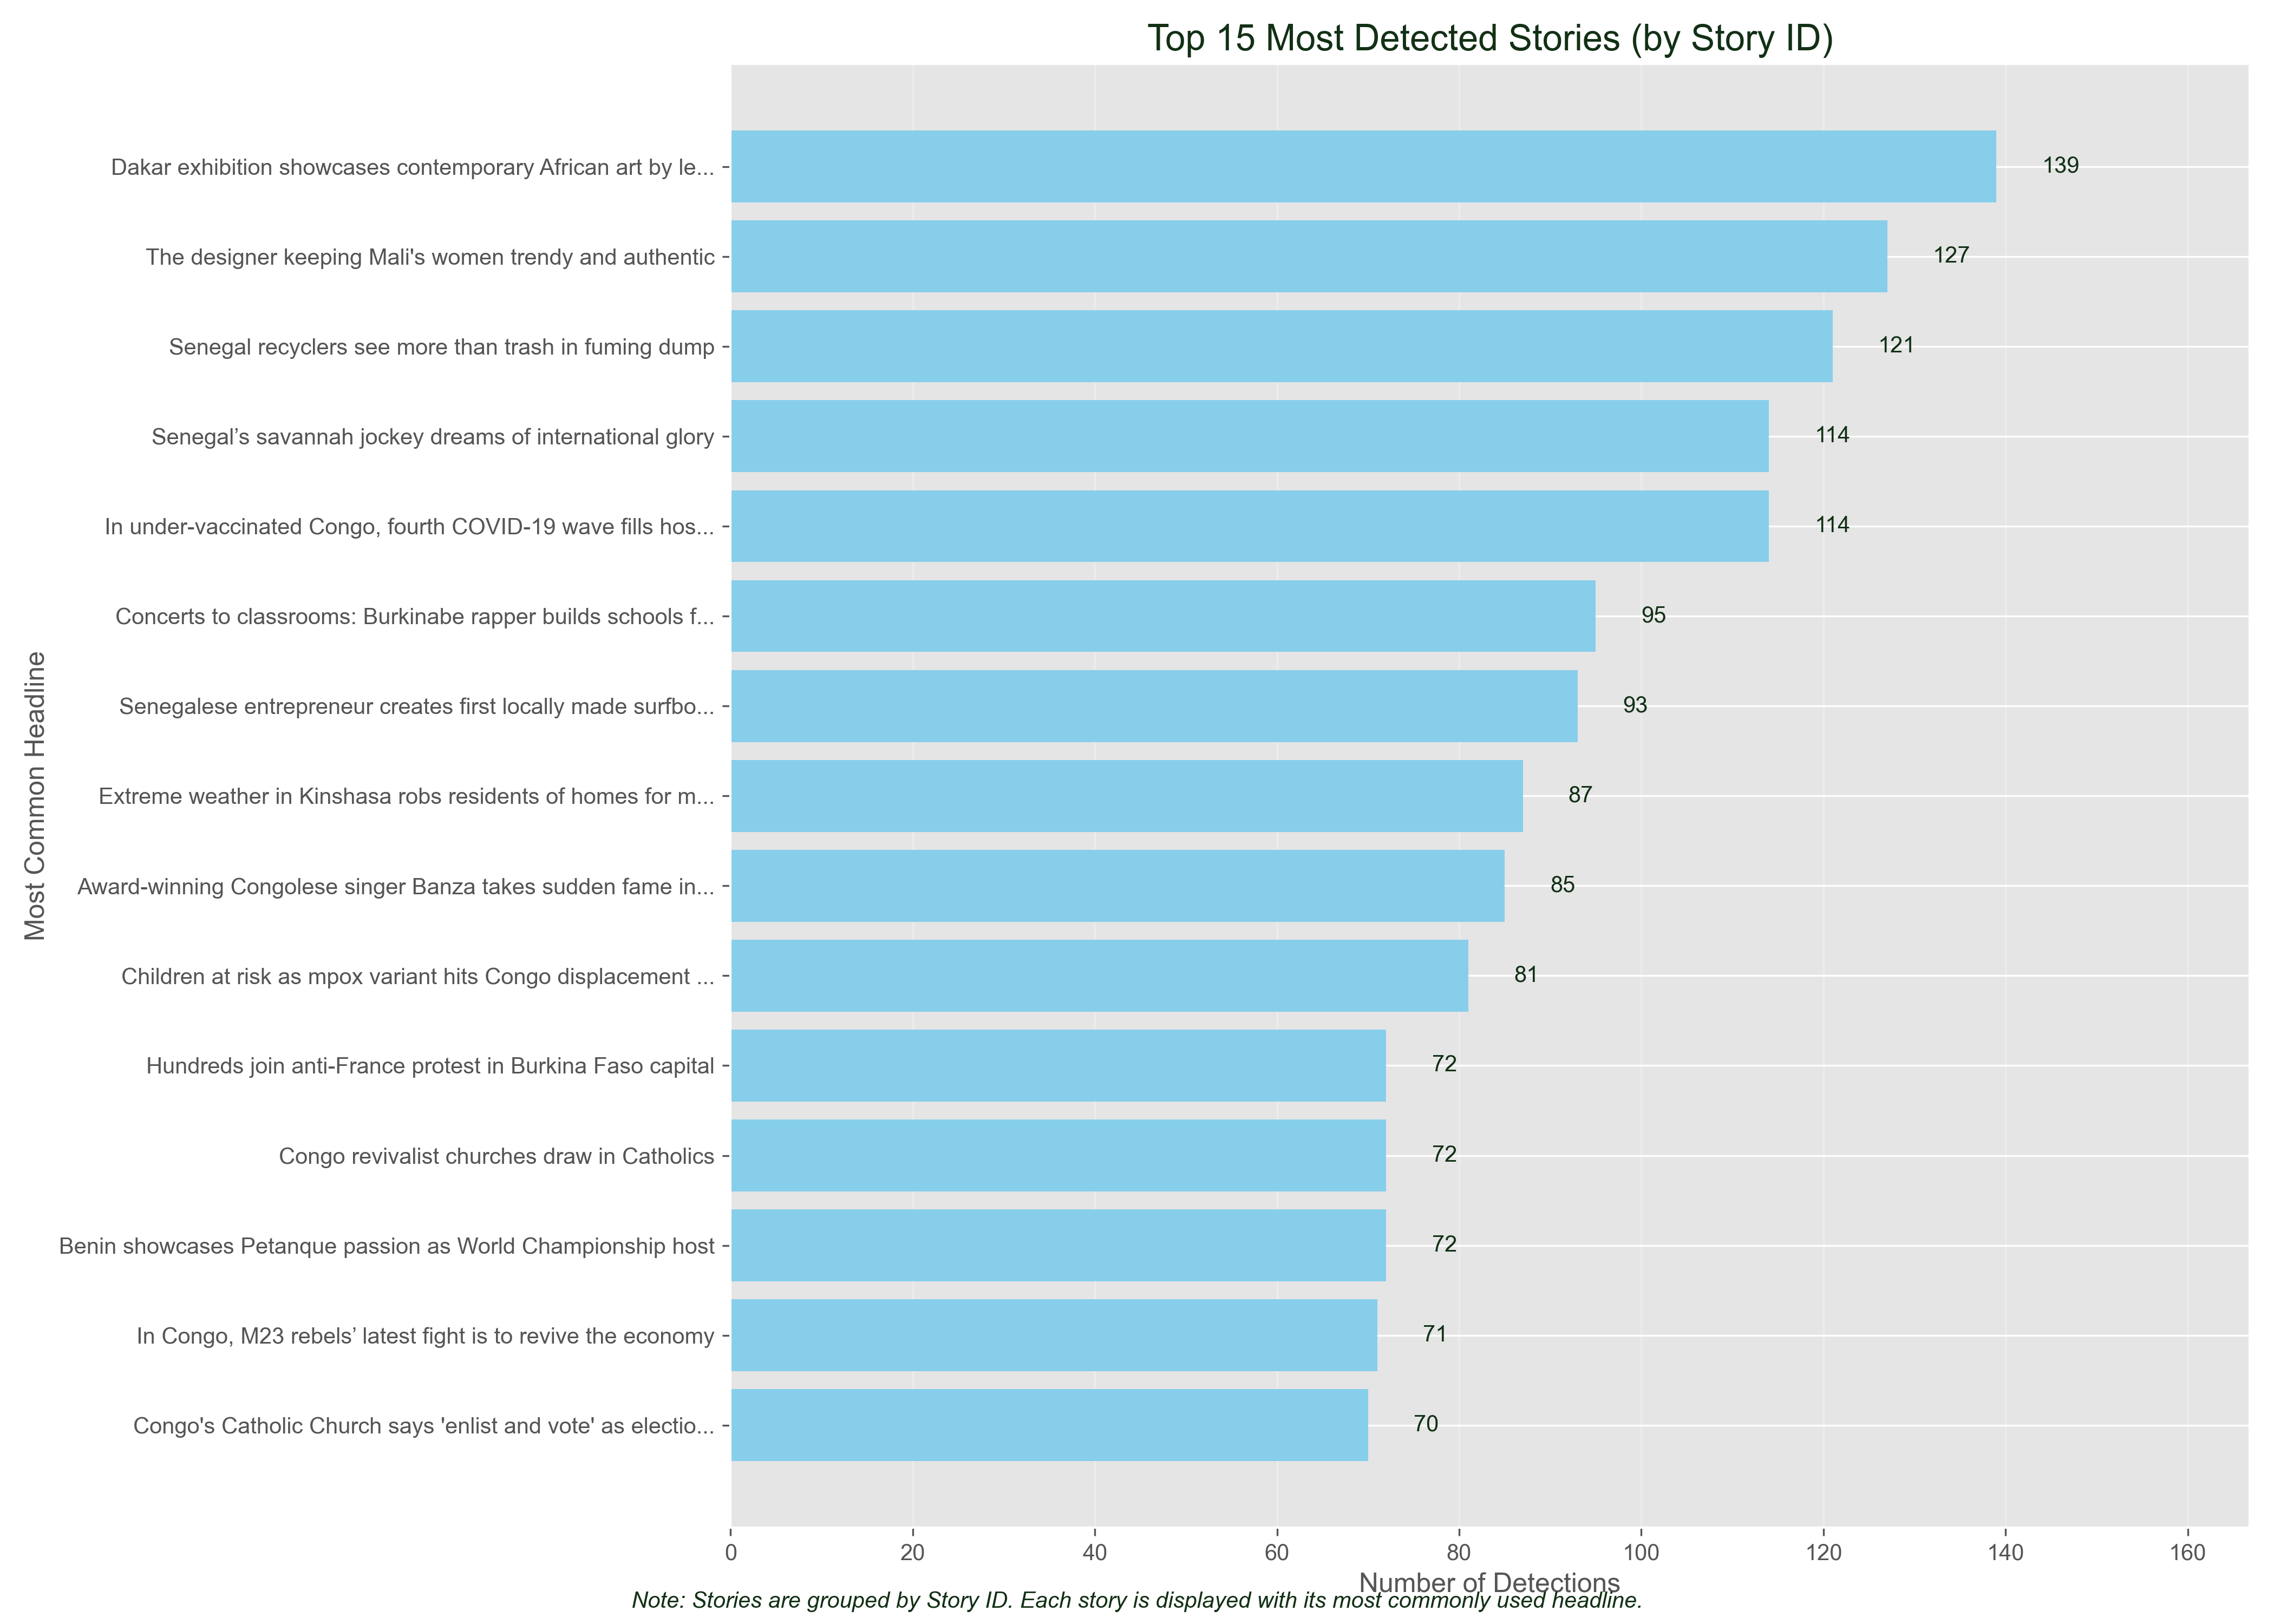 Top 15 Most Detected Stories (by Story ID)
Dakar exhibition showcases contemporary African art by le... 139
The designer keeping Mali's women trendy and authentic 127
Senegal recyclers see more than trash in fuming dump 121
Senegal’s savannah jockey dreams of international glory 114
In under-vaccinated Congo, fourth COVID-19 wave fills hos... 114
Concerts to classrooms: Burkinabe rapper builds schools f... 95
Senegalese entrepreneur creates first locally made surfbo... 93
Extreme weather in Kinshasa robs residents of homes for m... 87
Award-winning Congolese singer Banza takes sudden fame in... 85
Children at risk as mpox variant hits Congo displacement ... 81
Hundreds join anti-France protest in Burkina Faso capital 72
Congo revivalist churches draw in Catholics 72
Benin showcases Petanque passion as World Championship host 72
In Congo, M23 rebels’ latest fight is to revive the economy 71
Congo's Catholic Church says 'enlist and vote' as electio... 70
Most Common Headline
0 20 40 60 80 100 120 140 160
Number of Detections
Note: Stories are grouped by Story ID. Each story is displayed with its most commonly used headline.